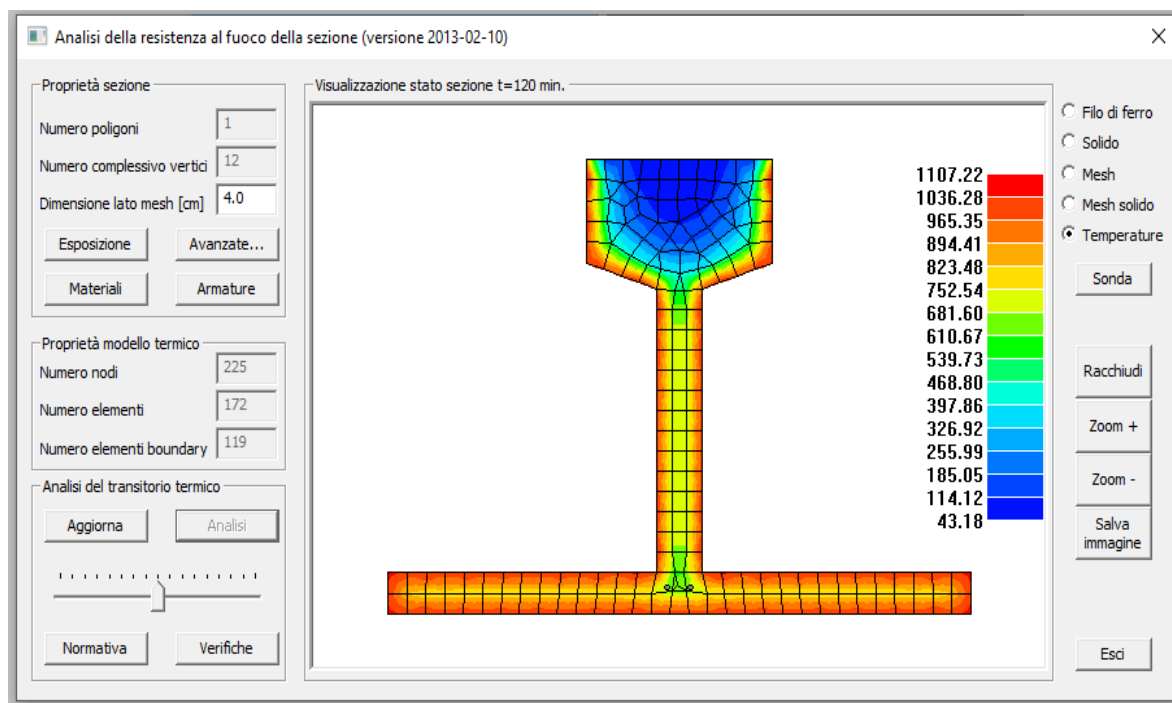 Analisi della resistenza al fuoco della sezione (versione 2013-02-10)
Proprietà sezione
Numero poligoni 1
Numero complessivo vertici 12
Dimensione lato mesh [cm] 4.0
Esposizione Avanzate...
Materiali Armature
Proprietà modello termico
Numero nodi 225
Numero elementi 172
Numero elementi boundary 119
Analisi del transitorio termico
Aggiorna Analisi
Normativa Verifiche
Visualizzazione stato sezione t=120 min.
1107.22
1036.28
965.35
894.41
823.48
752.54
681.60
610.67
539.73
468.80
397.86
326.92
255.99
185.05
114.12
43.18
Filo di ferro
Solido
Mesh
Mesh solido
Temperature
Sonda
Racchiudi
Zoom +
Zoom -
Salva
immagine
Esci